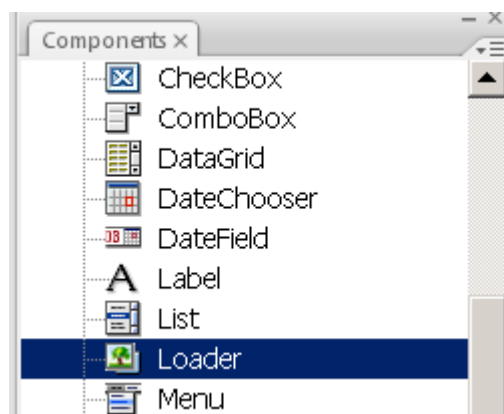 Components
CheckBox
ComboBox
DataGrid
DateChooser
DateField
Label
List
Loader
Menu